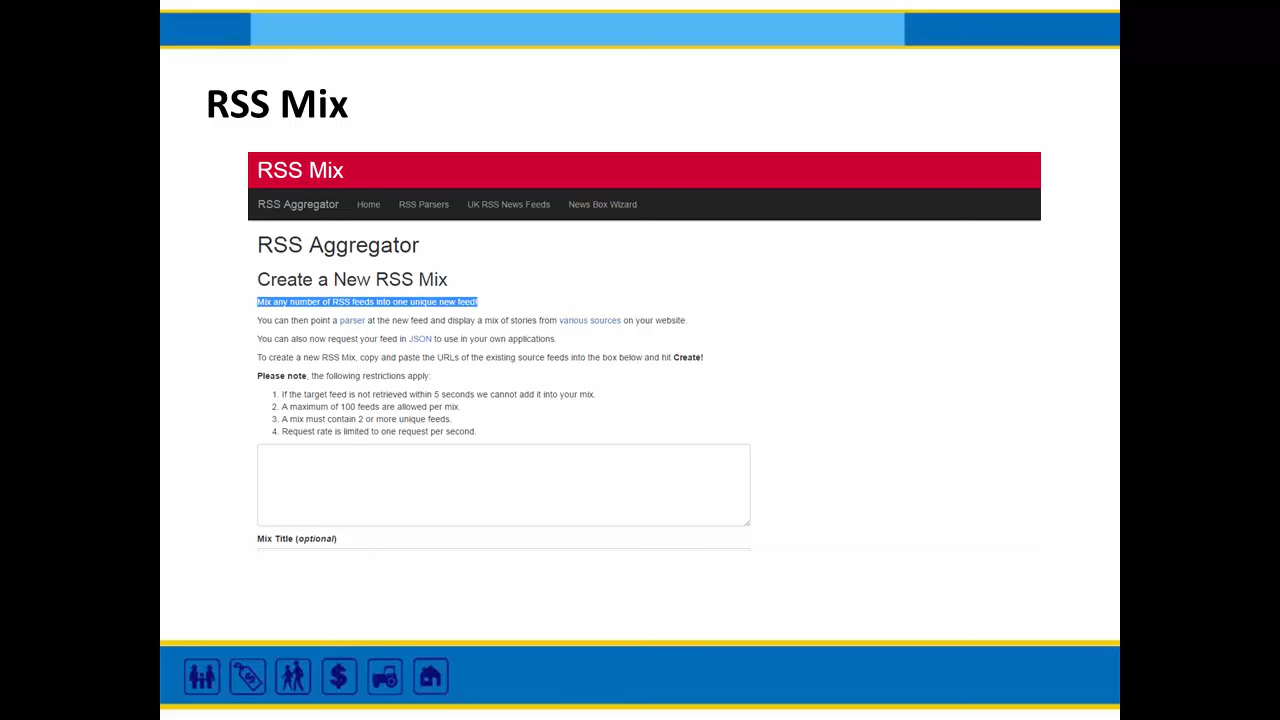 RSS Mix
RSS Mix
RSS Aggregator Home RSS Parsers UK RSS News Feeds News Box Wizard
RSS Aggregator
Create a New RSS Mix
Mix any number of RSS feeds into one unique new feed!
You can then point a parser at the new feed and display a mix of stories from various sources on your website.
You can also now request your feed in JSON to use in your own applications.
To create a new RSS Mix, copy and paste the URLs of the existing source feeds into the box below and hit Create!
Please note, the following restrictions apply:
1. If the target feed is not retrieved within 5 seconds we cannot add it into your mix.
2. A maximum of 100 feeds are allowed per mix.
3. A mix must contain 2 or more unique feeds.
4. Request rate is limited to one request per second.
Mix Title (optional)
$